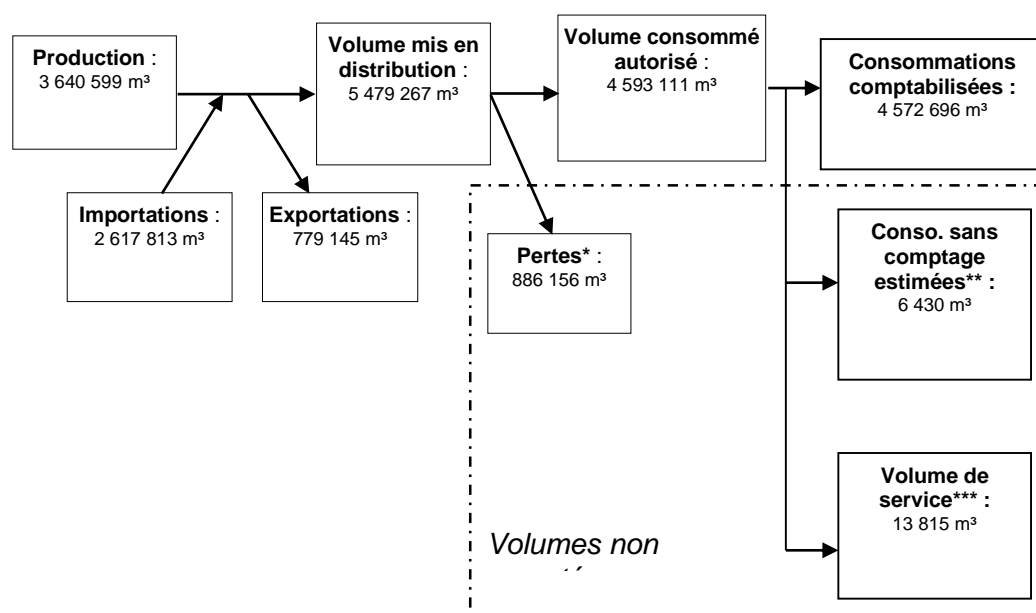 Production :
3 640 599 m³
Volume mis en
distribution :
5 479 267 m³
Volume consommé
autorisé :
4 593 111 m³
Consommations
comptabilisées :
4 572 696 m³
Importations :
2 617 813 m³
Exportations :
779 145 m³
Pertes* :
886 156 m³
Conso. sans
comptage
estimées** :
6 430 m³
Volume de
service*** :
13 815 m³
Volumes non